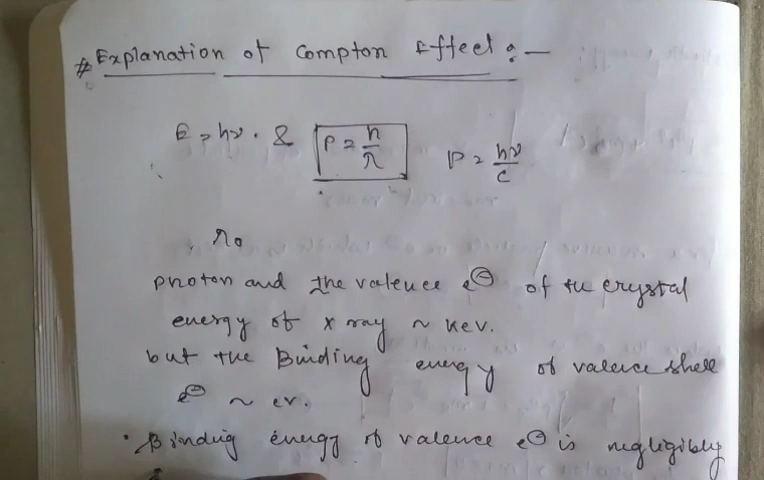 # Explanation of Compton Effect :-
E = hν . & P = h/λ P = hν/c
λ₀
photon and the valence e⊖ of the crystal
energy of x ray ~ kev.
but the Binding energy of valence shell
e⊖ ~ ev.
• Binding energy of valence e⊖ is negligibly